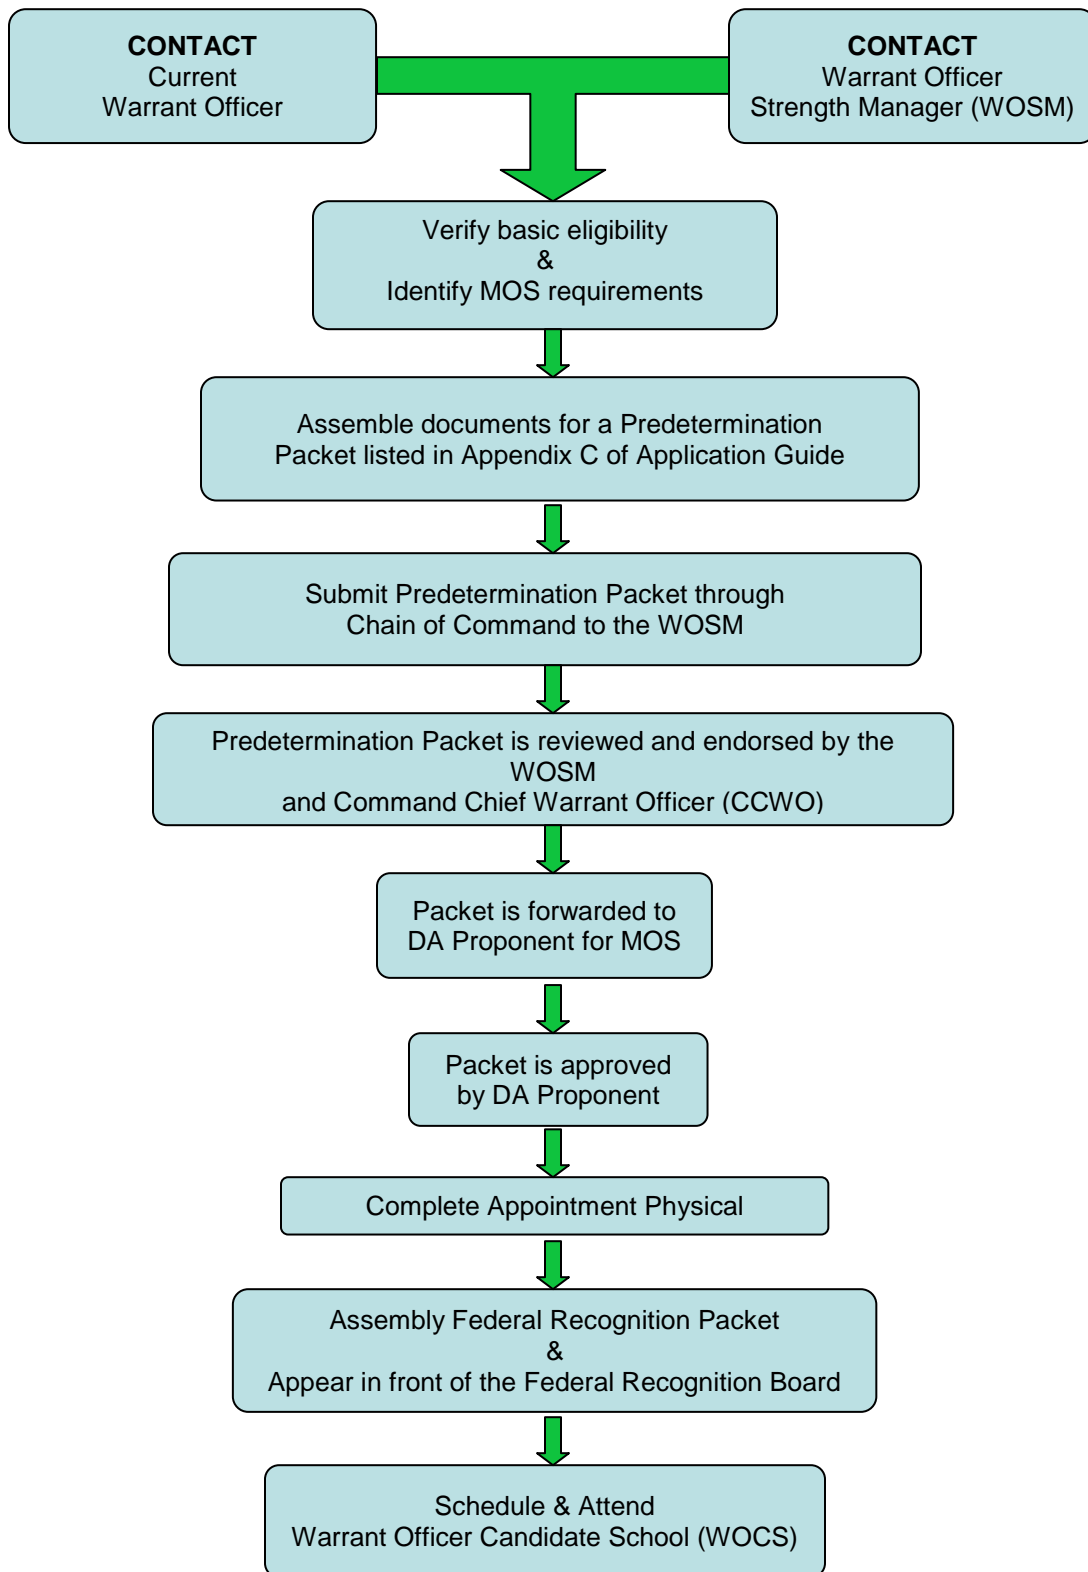 CONTACT
Current
Warrant Officer
CONTACT
Warrant Officer
Strength Manager (WOSM)
Verify basic eligibility
&
Identify MOS requirements
Assemble documents for a Predetermination
Packet listed in Appendix C of Application Guide
Submit Predetermination Packet through
Chain of Command to the WOSM
Predetermination Packet is reviewed and endorsed by the
WOSM
and Command Chief Warrant Officer (CCWO)
Packet is forwarded to
DA Proponent for MOS
Packet is approved
by DA Proponent
Complete Appointment Physical
Assembly Federal Recognition Packet
&
Appear in front of the Federal Recognition Board
Schedule & Attend
Warrant Officer Candidate School (WOCS)